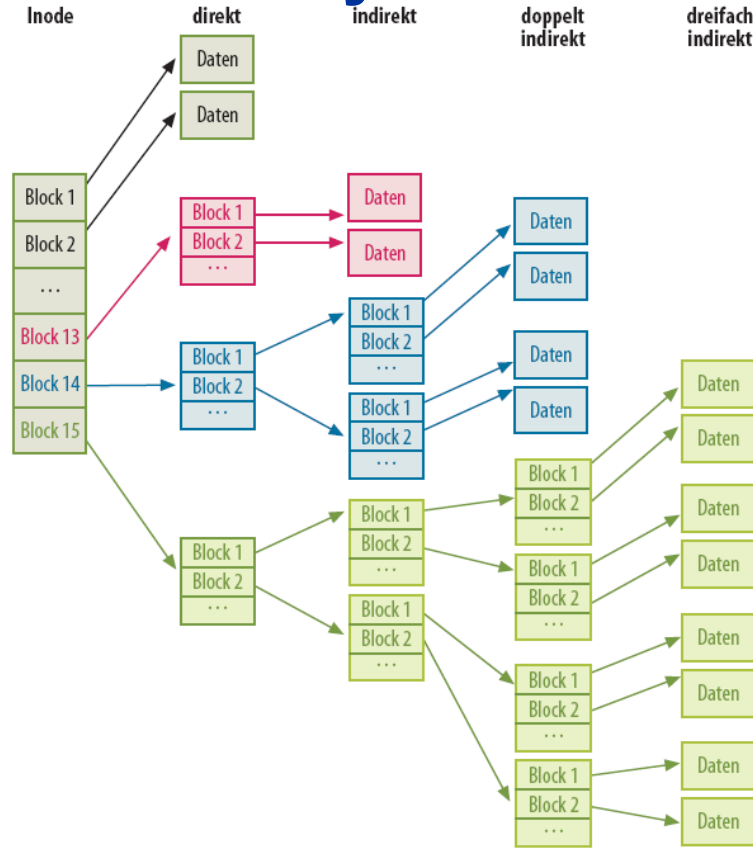 Inode
direkt
indirekt
doppelt
indirekt
dreifach
indirekt
Daten
Daten
Block 1
Block 2
...
Block 13
Block 14
Block 15
Block 1
Block 2
...
Daten
Daten
Block 1
Block 2
...
Block 1
Block 2
...
Daten
Daten
Block 1
Block 2
...
Daten
Daten
Block 1
Block 2
...
Block 1
Block 2
...
Block 1
Block 2
...
Daten
Daten
Block 1
Block 2
...
Daten
Daten
Block 1
Block 2
...
Block 1
Block 2
...
Daten
Daten
Block 1
Block 2
...
Daten
Daten